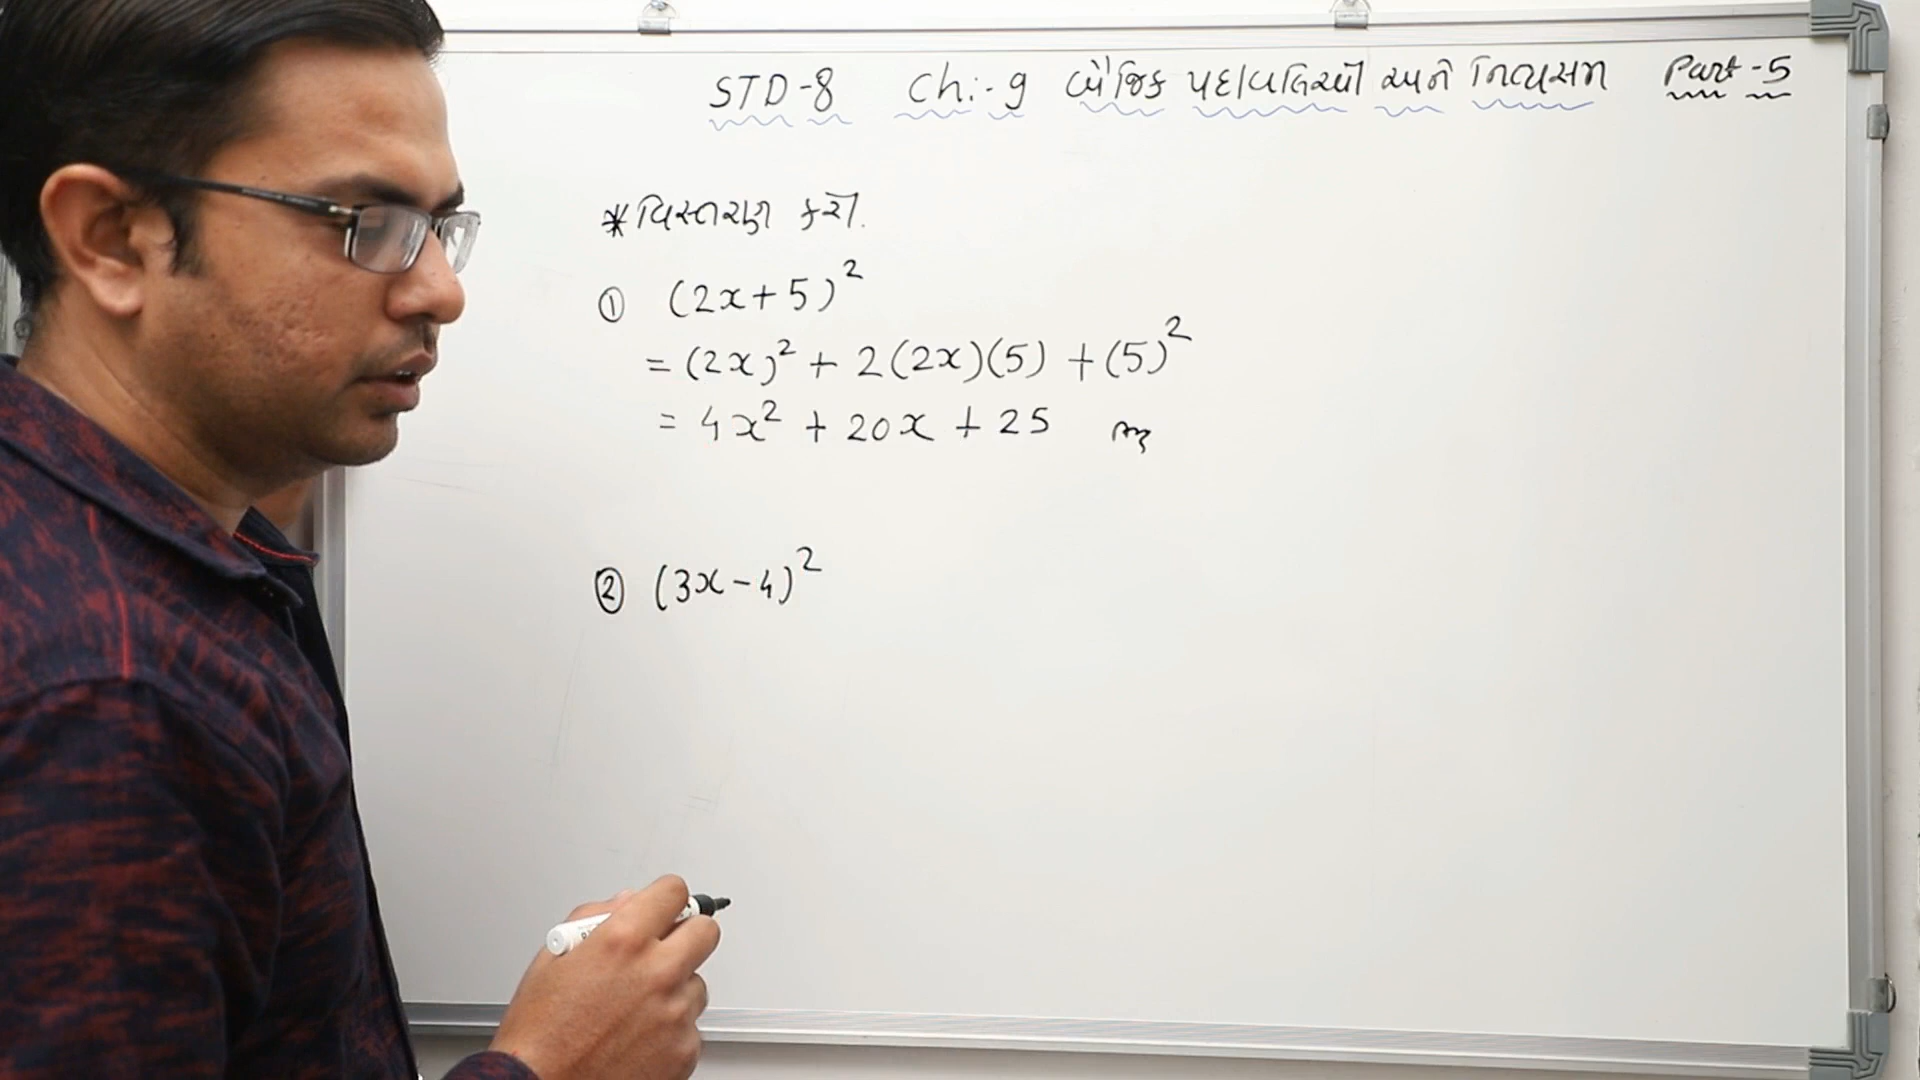 STD-8 Ch:-9 બૈજિક પદાવલિઓ અને નિત્યસમ Part-5
* વિસ્તરણ કરો.
① (2x+5)²
= (2x)² + 2(2x)(5) + (5)²
= 4x² + 20x + 25
② (3x-4)²